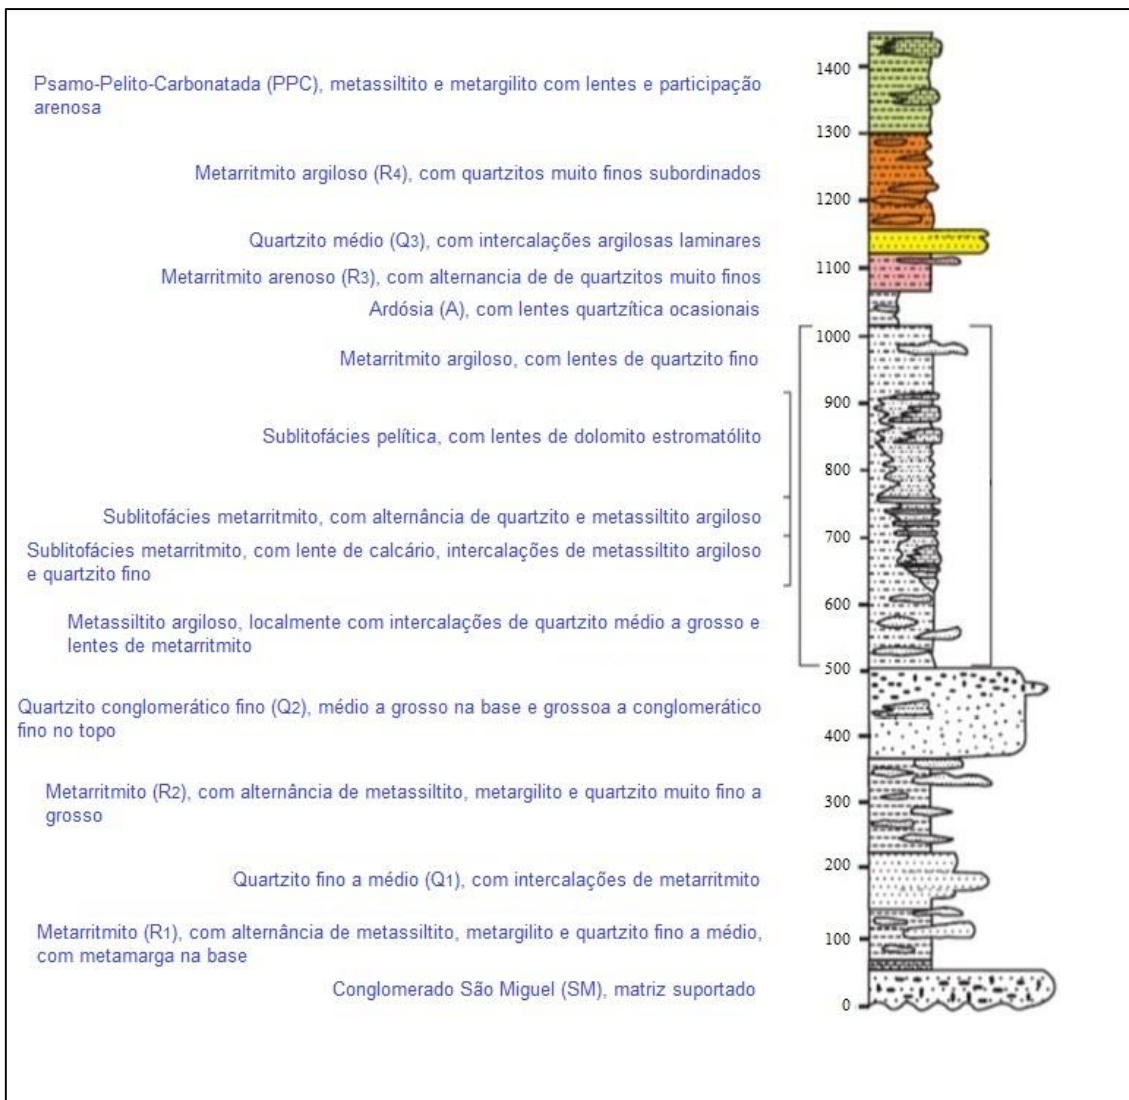 Psamo-Pelito-Carbonatada (PPC), metassiltito e metargilito com lentes e participação
arenosa
1400
1300
Metarritmito argiloso (R4), com quartzitos muito finos subordinados
1200
Quartzito médio (Q3), com intercalações argilosas laminares
Metarritmito arenoso (R3), com alternancia de de quartzitos muito finos
1100
Ardósia (A), com lentes quartzítica ocasionais
1000
Metarritmito argiloso, com lentes de quartzito fino
900
Sublitofácies pelítica, com lentes de dolomito estromatólito
800
Sublitofácies metarritmito, com alternância de quartzito e metassiltito argiloso
700
Sublitofácies metarritmito, com lente de calcário, intercalações de metassiltito argiloso
e quartzito fino
600
Metassiltito argiloso, localmente com intercalações de quartzito médio a grosso e
lentes de metarritmito
500
Quartzito conglomerático fino (Q2), médio a grosso na base e grossoa a conglomerático
fino no topo
400
Metarritmito (R2), com alternância de metassiltito, metargilito e quartzito muito fino a
grosso
300
200
Quartzito fino a médio (Q1), com intercalações de metarritmito
Metarritmito (R1), com alternância de metassiltito, metargilito e quartzito fino a médio,
com metamarga na base
100
Conglomerado São Miguel (SM), matriz suportado
0